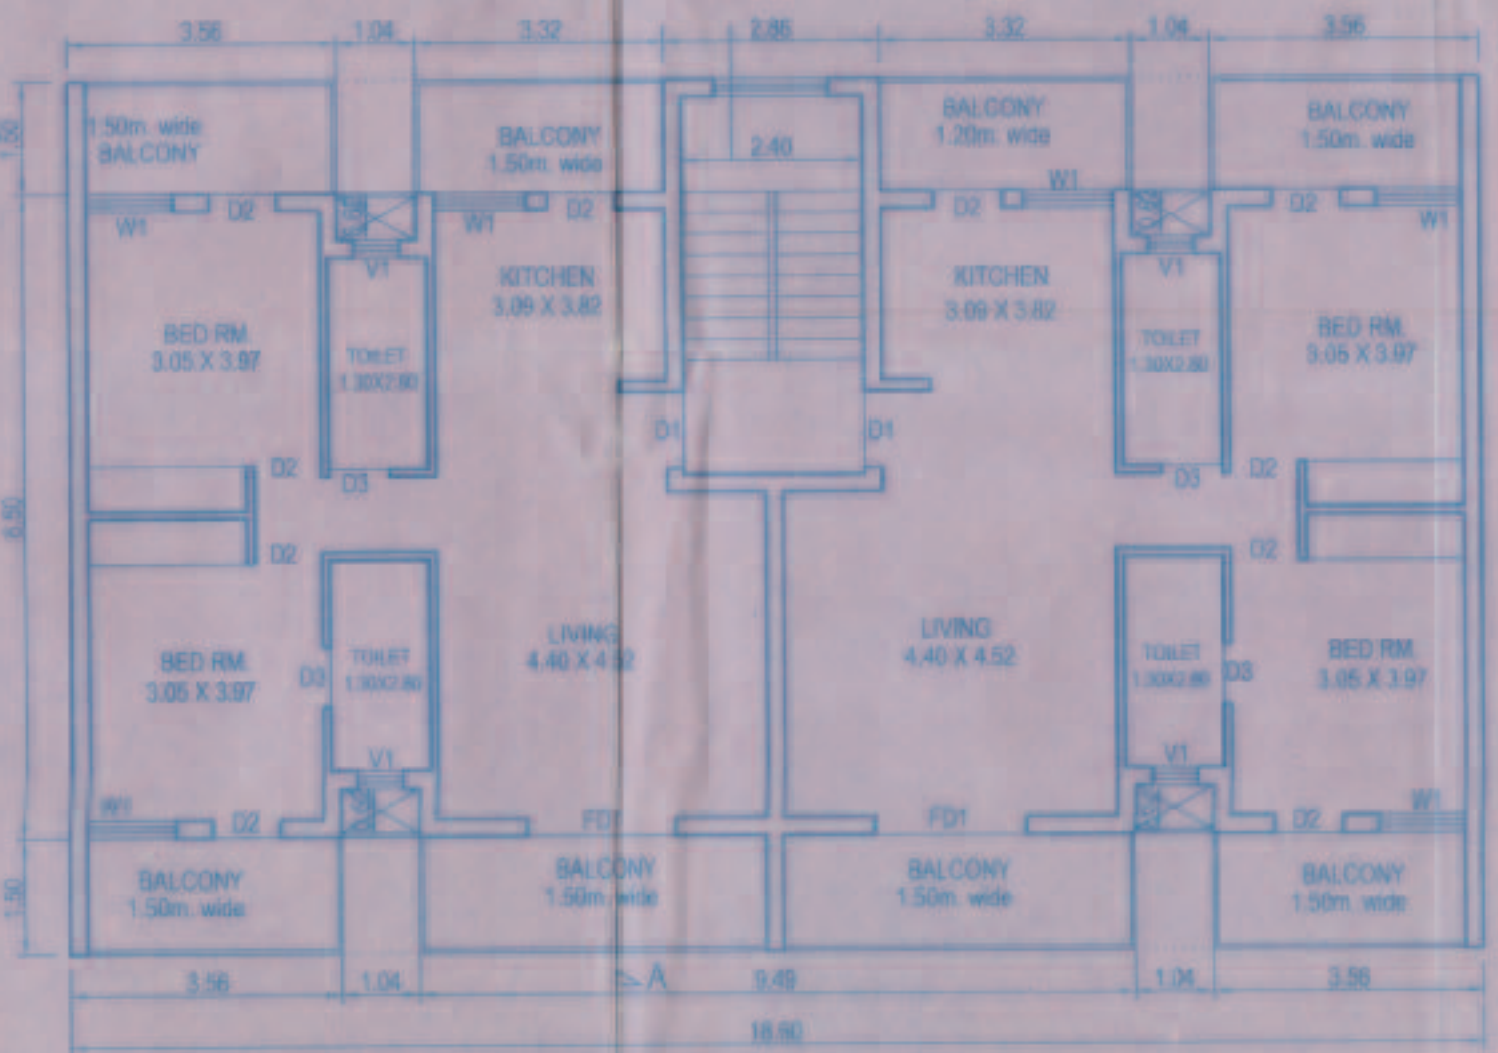 3.56 1.04 3.32 2.86 3.32 1.04 3.56
1.50m. wide
BALCONY
BALCONY
1.50m. wide
BALCONY
1.20m. wide
BALCONY
1.50m. wide
2.40
W1 D2 W1 D2 D2 W1 D2 W1
V1 V1
KITCHEN
3.09 X 3.82
KITCHEN
3.09 X 3.82
BED RM.
3.05 X 3.97
TOILET
1.30X2.80
TOILET
1.30X2.80
BED RM.
3.05 X 3.97
D1 D1
D2 D3 D3 D2
D2 D2
BED RM.
3.05 X 3.97
D3
TOILET
1.30X2.80
LIVING
4.40 X 4.52
LIVING
4.40 X 4.52
TOILET
1.30X2.80
D3
BED RM.
3.05 X 3.97
V1 V1
W1 D2 FD1 FD1 D2 W1
BALCONY
1.50m. wide
BALCONY
1.50m. wide
BALCONY
1.50m. wide
BALCONY
1.50m. wide
1.50
3.56 1.04 A 9.49 1.04 3.56